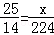 25/14 = x/224